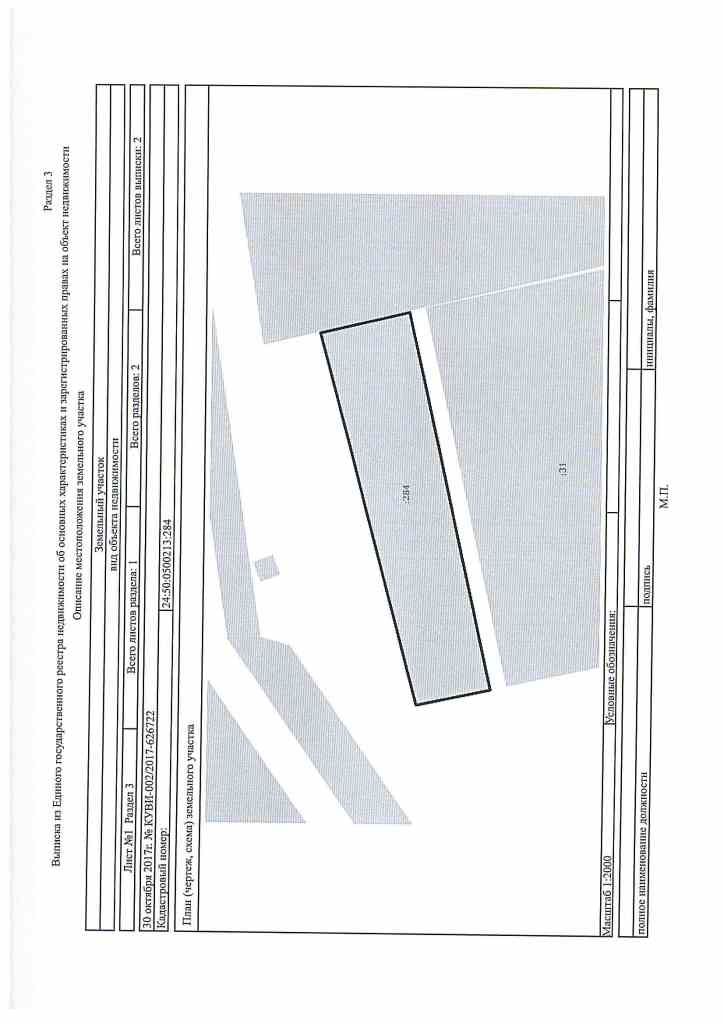 Раздел 3
Выписка из Единого государственного реестра недвижимости об основных характеристиках и зарегистрированных правах на объект недвижимости
Описание местоположения земельного участка
Земельный участок
вид объекта недвижимости
Лист №1 Раздел 3 Всего листов раздела: 1 Всего разделов: 2 Всего листов выписки: 2
30 октября 2017г. № КУВИ-002/2017-626722
Кадастровый номер: 24:50:0500213:284
План (чертеж, схема) земельного участка
:284
:31
Масштаб 1:2000 Условные обозначения:
полное наименование должности подпись инициалы, фамилия
М.П.